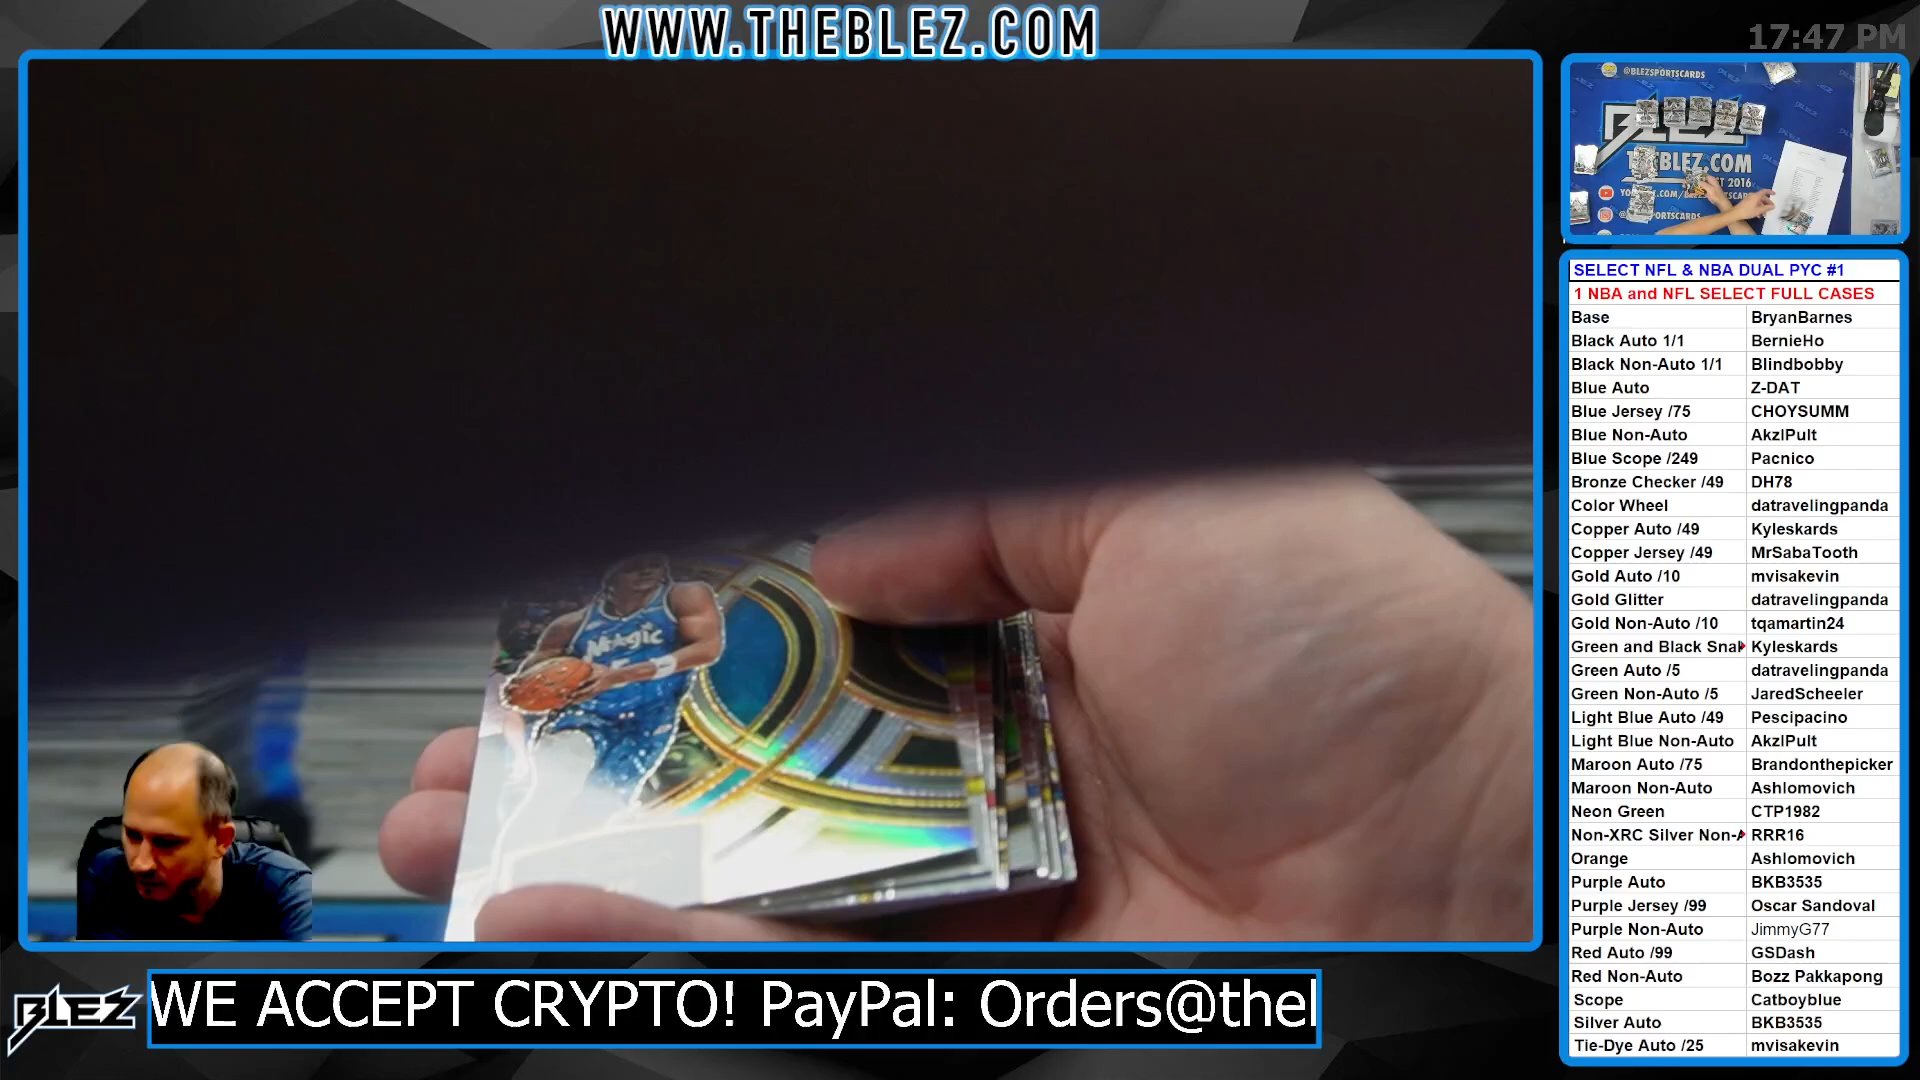 WWW.THEBLEZ.COM
17:47 PM
@BLEZSPORTSCARDS
BLEZ
THEBLEZ.COM
Magic
SELECT NFL & NBA DUAL PYC #1
1 NBA and NFL SELECT FULL CASES
Base BryanBarnes
Black Auto 1/1 BernieHo
Black Non-Auto 1/1 Blindbobby
Blue Auto Z-DAT
Blue Jersey /75 CHOYSUMM
Blue Non-Auto AkzlPult
Blue Scope /249 Pacnico
Bronze Checker /49 DH78
Color Wheel datravelingpanda
Copper Auto /49 Kyleskards
Copper Jersey /49 MrSabaTooth
Gold Auto /10 mvisakevin
Gold Glitter datravelingpanda
Gold Non-Auto /10 tqamartin24
Green and Black Snal Kyleskards
Green Auto /5 datravelingpanda
Green Non-Auto /5 JaredScheeler
Light Blue Auto /49 Pescipacino
Light Blue Non-Auto AkzlPult
Maroon Auto /75 Brandonthepicker
Maroon Non-Auto Ashlomovich
Neon Green CTP1982
Non-XRC Silver Non-A RRR16
Orange Ashlomovich
Purple Auto BKB3535
Purple Jersey /99 Oscar Sandoval
Purple Non-Auto JimmyG77
Red Auto /99 GSDash
Red Non-Auto Bozz Pakkapong
Scope Catboyblue
Silver Auto BKB3535
Tie-Dye Auto /25 mvisakevin
BLEZ
WE ACCEPT CRYPTO! PayPal: Orders@thel